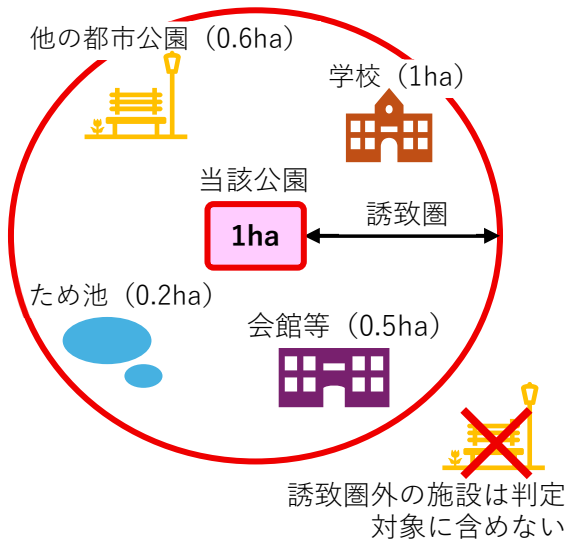 他の都市公園（0.6ha）
学校（1ha）
当該公園
1ha
誘致圏
ため池（0.2ha）
会館等（0.5ha）
誘致圏外の施設は判定
対象に含めない